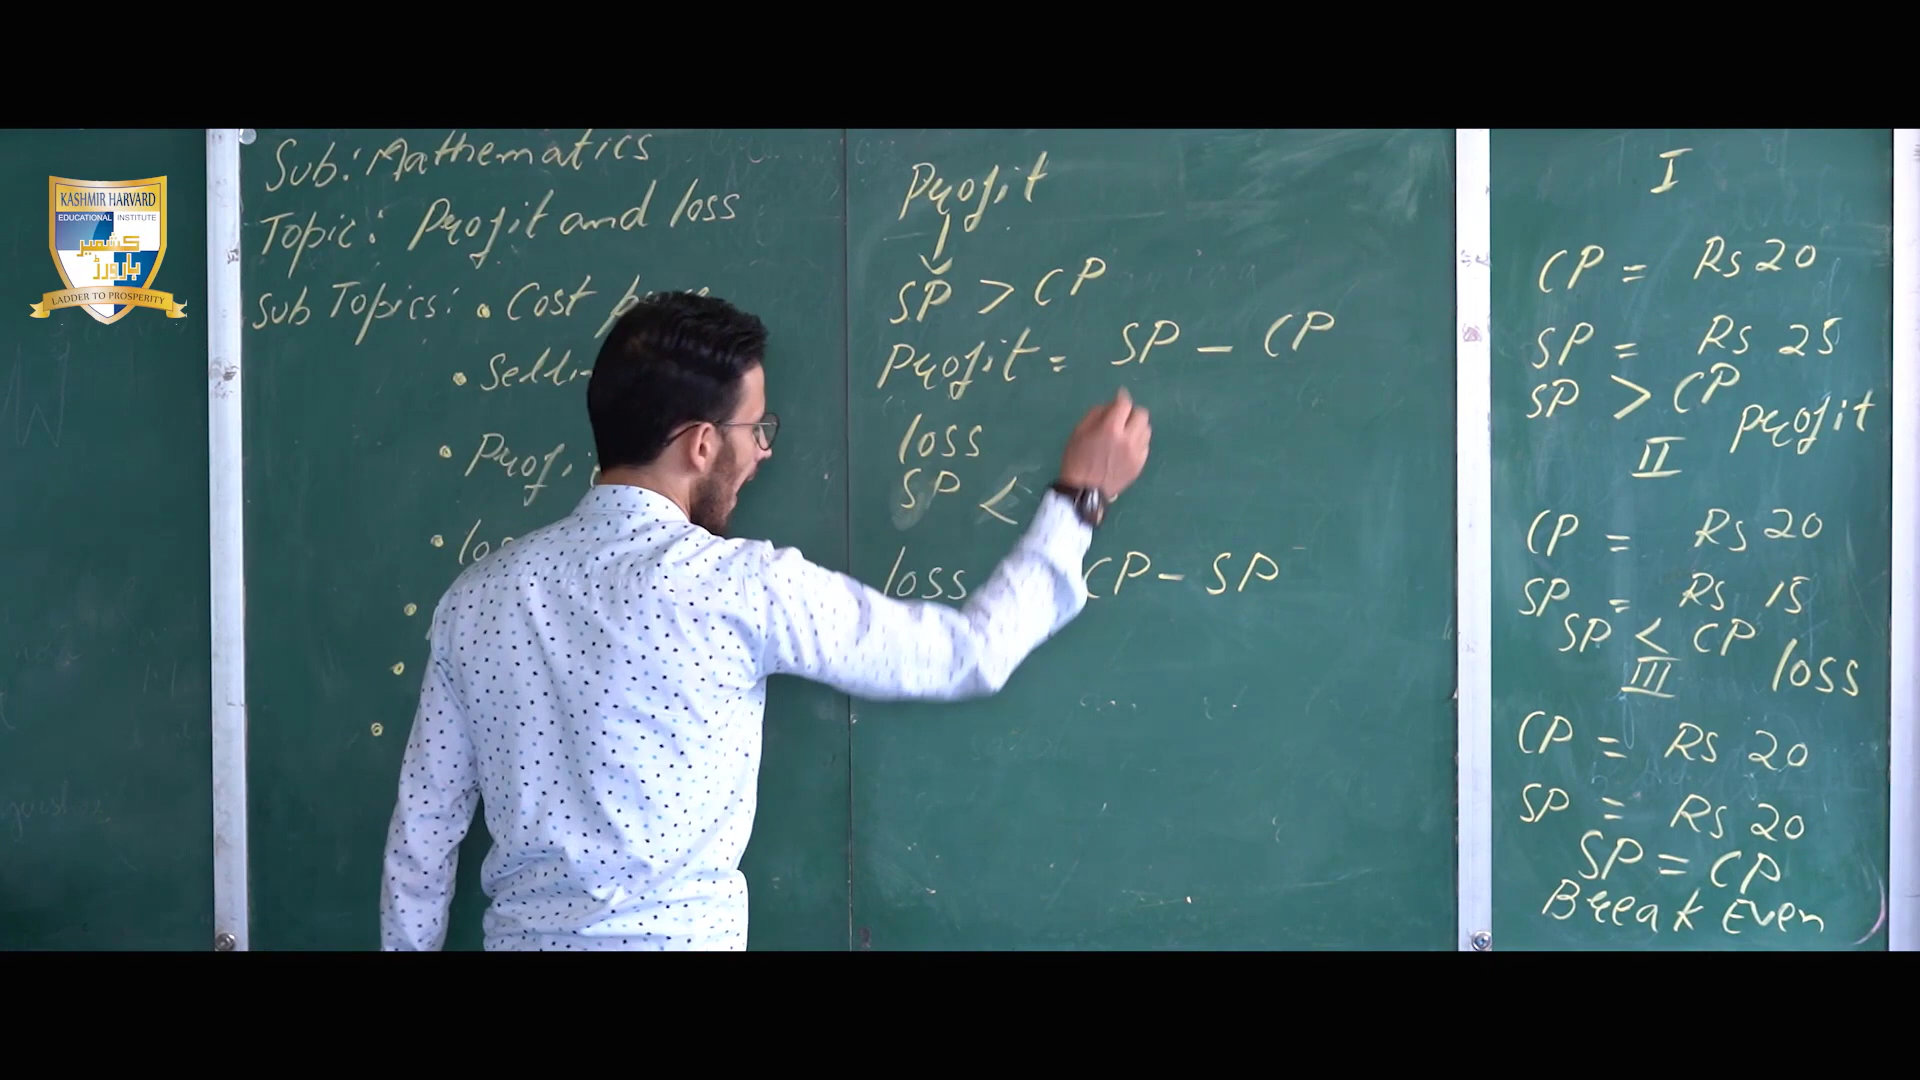 KASHMIR HARVARD
EDUCATIONAL INSTITUTE
کشمیر
ہارورڈ
LADDER TO PROSPERITY
Sub: Mathematics
Topic: Profit and loss
Sub Topics: • Cost
•
•
•
•
•
•
Profit
SP > CP
Profit = SP - CP
loss
SP <
loss CP - SP
I
CP = Rs 20
SP = Rs 25
SP > CP Profit
II
CP = Rs 20
SP = Rs 15
SP < CP loss
III
CP = Rs 20
SP = Rs 20
SP = CP
Break Even